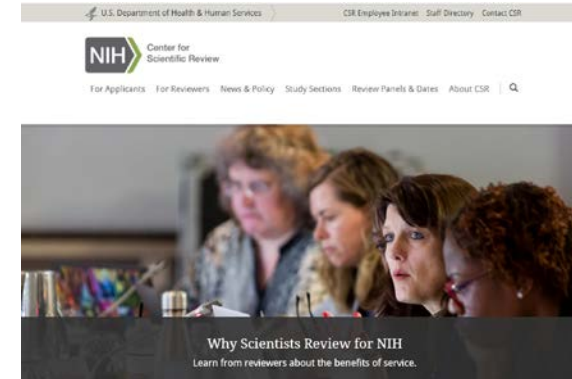 U.S. Department of Health & Human Services
CSR Employee Intranet Staff Directory Contact CSR
NIH
Center for
Scientific Review
For Applicants For Reviewers News & Policy Study Sections Review Panels & Dates About CSR
Why Scientists Review for NIH
Learn from reviewers about the benefits of service.